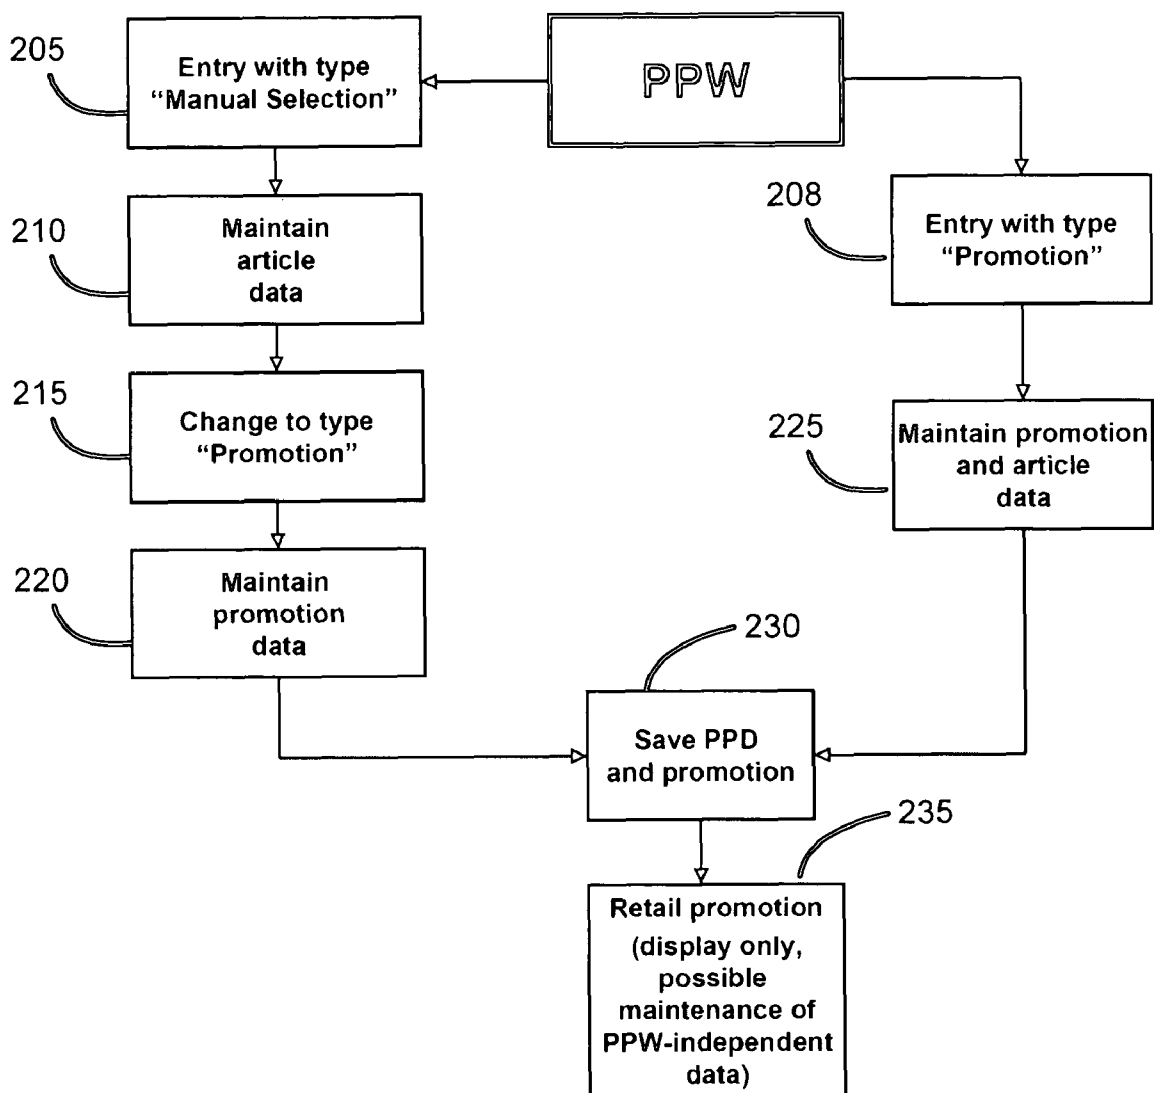 PPW
205
Entry with type
“Manual Selection”
208
Entry with type
“Promotion”
210
Maintain
article
data
215
Change to type
“Promotion”
225
Maintain promotion
and article
data
220
Maintain
promotion
data
230
Save PPD
and promotion
235
Retail promotion
(display only,
possible
maintenance of
PPW-independent
data)